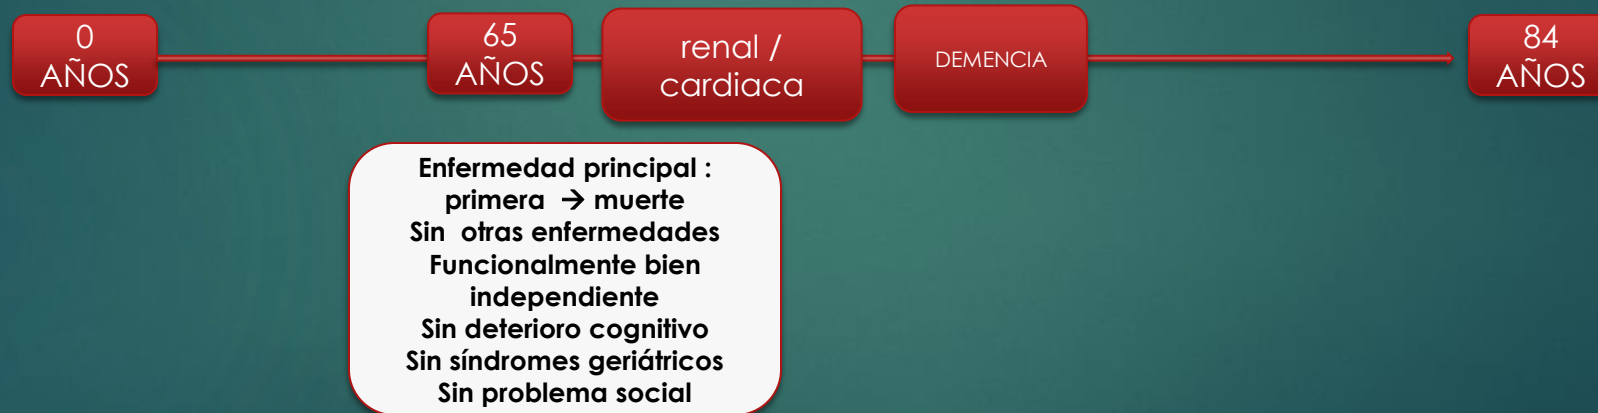 0
AÑOS
65
AÑOS
renal /
cardiaca
DEMENCIA
84
AÑOS
Enfermedad principal :
primera → muerte
Sin otras enfermedades
Funcionalmente bien
independiente
Sin deterioro cognitivo
Sin síndromes geriátricos
Sin problema social